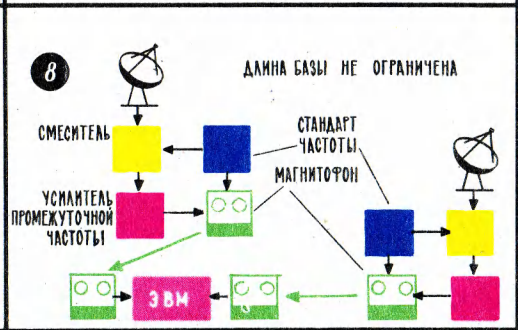 8
ДЛИНА БАЗЫ НЕ ОГРАНИЧЕНА
СМЕСИТЕЛЬ
СТАНДАРТ
ЧАСТОТЫ
МАГНИТОФОН
УСИЛИТЕЛЬ
ПРОМЕЖУТОЧНОЙ
ЧАСТОТЫ
ЭВМ